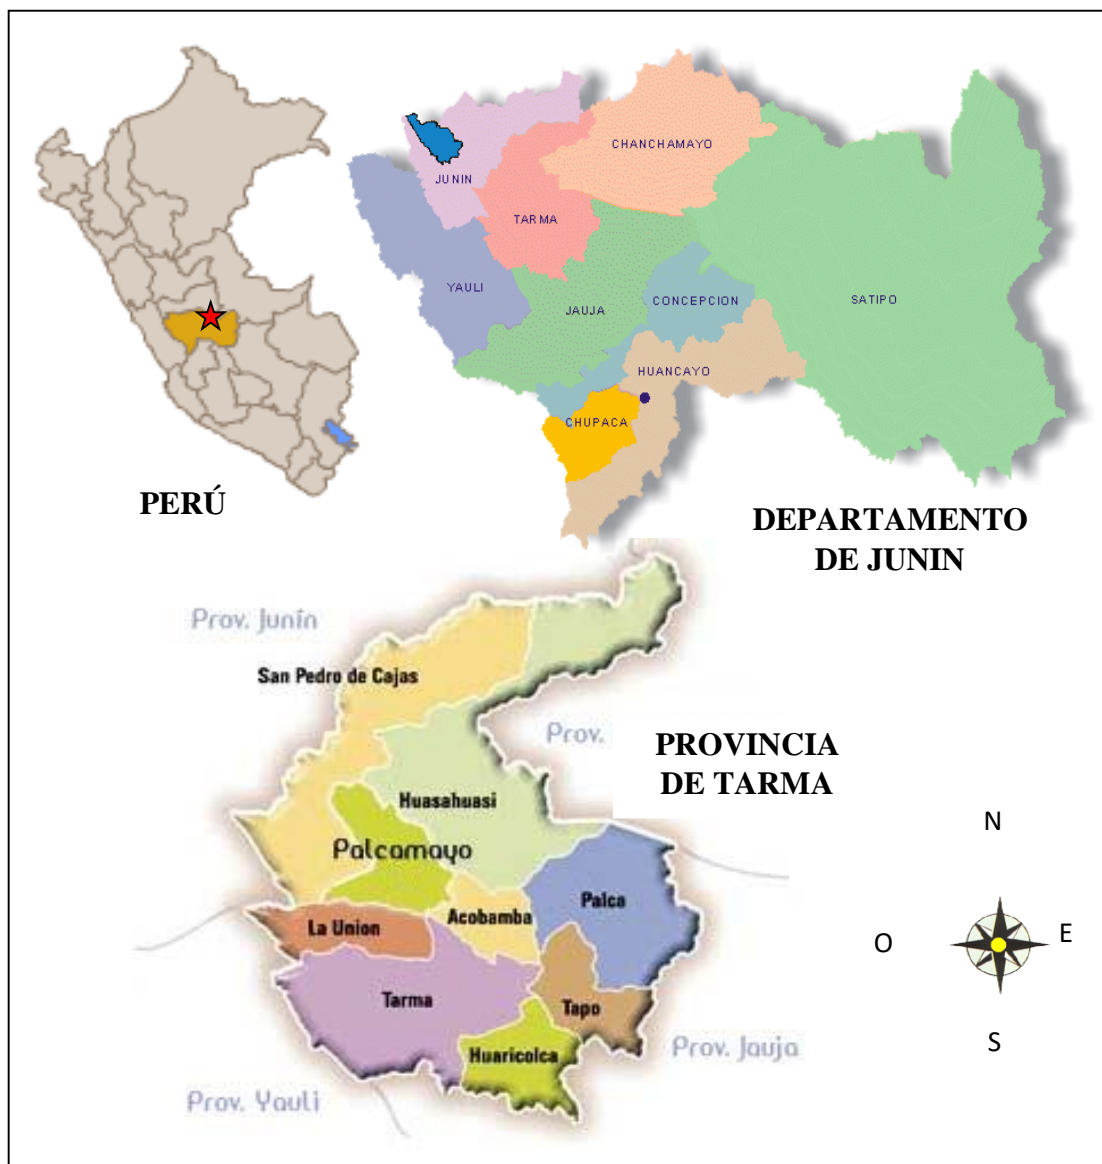 CHANCHAMAYO
JUNIN
TARMA
YAULI
JAUJA
CONCEPCION
SATIPO
HUANCAYO
CHUPACA
PERÚ
DEPARTAMENTO
DE JUNIN
Prov. Junín
San Pedro de Cajas
Prov.
PROVINCIA
DE TARMA
Huasahuasi
Palcamayo
Palca
Acobamba
La Union
Tarma
Tapo
Huaricolca
Prov. Jauja
Prov. Yauli
N
O
E
S